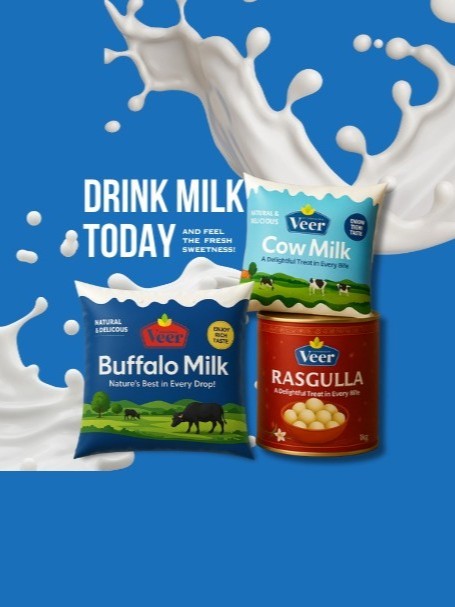 DRINK MILK
TODAY
AND FEEL
THE FRESH
SWEETNESS!
NATURAL &
DELICIOUS
Veer
ENJOY
RICH
TASTE
Cow Milk
A Delightful Treat in Every Bite
NATURAL
& DELICOUS
Veer
ENJOY
RICH
TASTE
Buffalo Milk
Nature's Best in Every Drop!
Veer
RASGULLA
A Delightful Treat in Every Bite
1kg